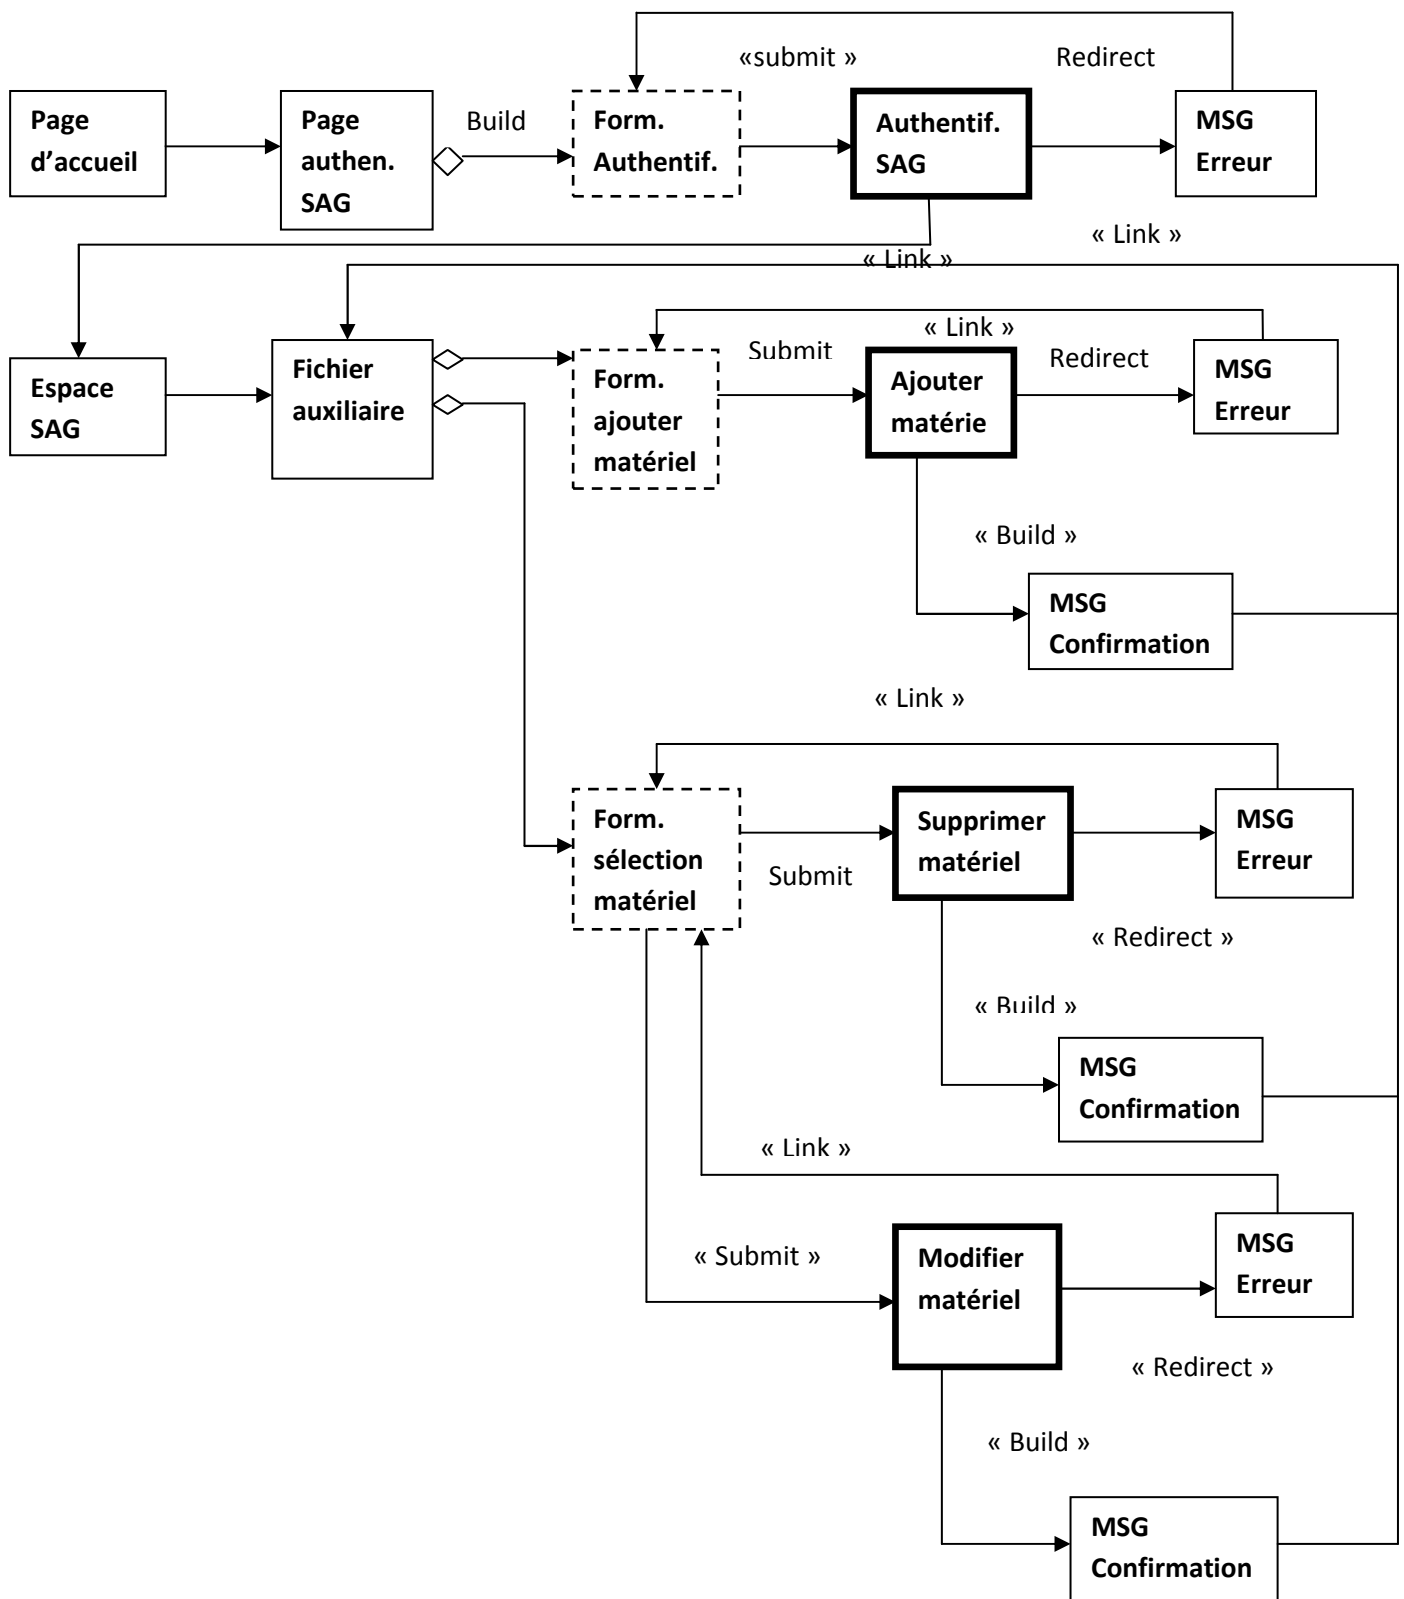 «submit »
Redirect
Page
d’accueil
Page
authen.
SAG
Build
Form.
Authentif.
Authentif.
SAG
MSG
Erreur
« Link »
« Link »
Espace
SAG
Fichier
auxiliaire
Form.
ajouter
matériel
Submit
« Link »
Ajouter
matérie
Redirect
MSG
Erreur
« Build »
MSG
Confirmation
« Link »
Form.
sélection
matériel
Submit
Supprimer
matériel
MSG
Erreur
« Redirect »
« Build »
MSG
Confirmation
« Link »
« Submit »
Modifier
matériel
MSG
Erreur
« Redirect »
« Build »
MSG
Confirmation